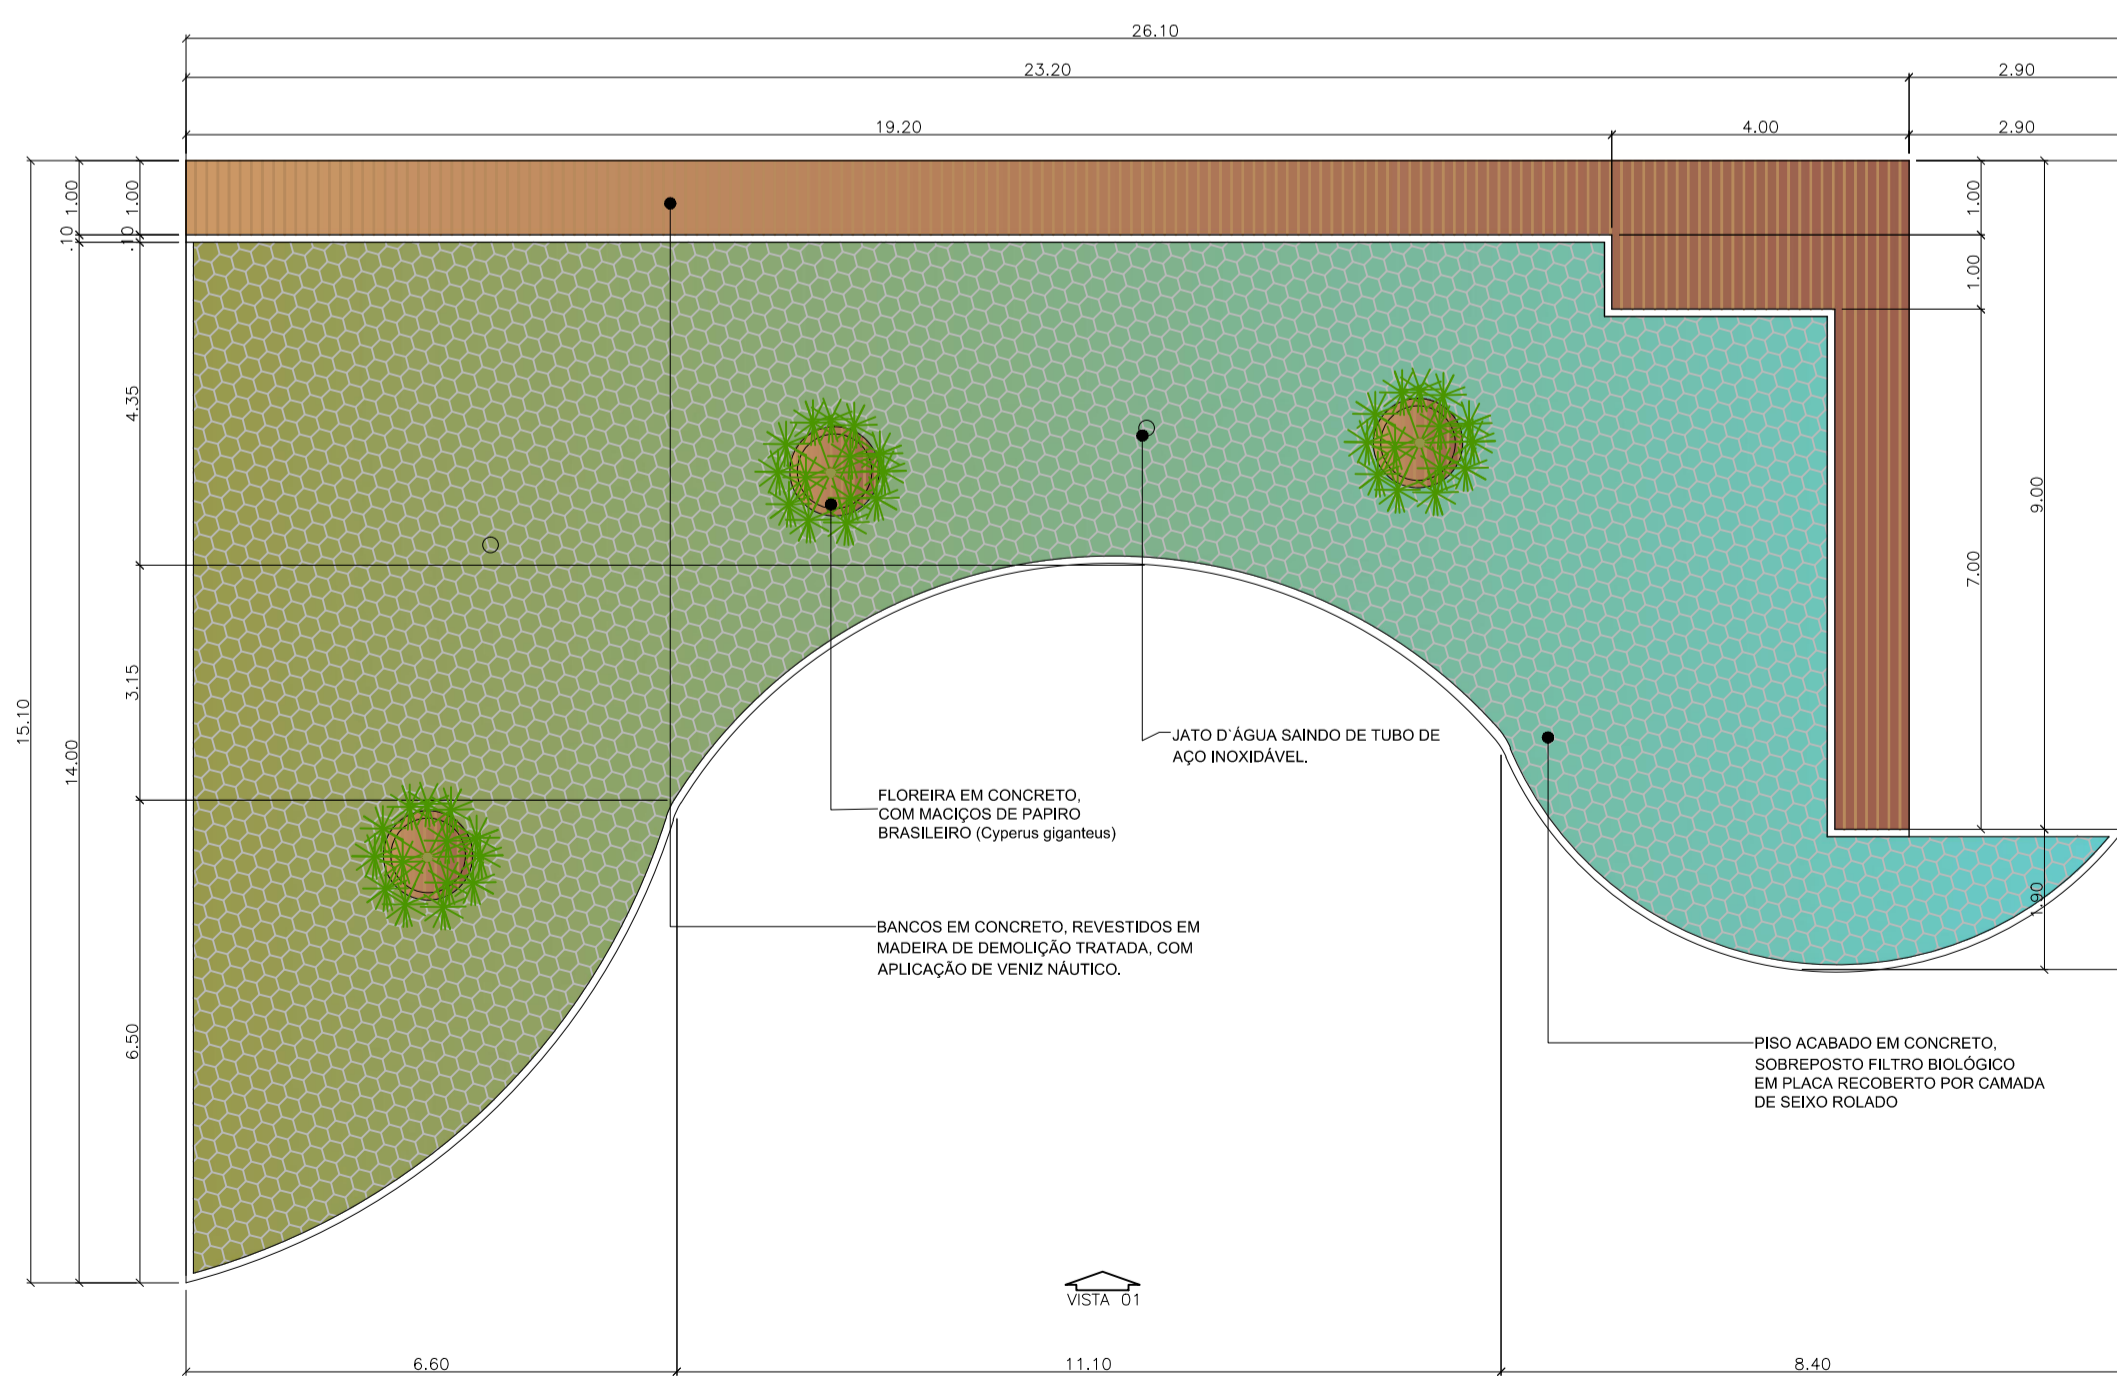 26.10
23.20
2.90
19.20
4.00
2.90
1.00
1.00
1.00
.10
.10
1.00
4.35
9.00
7.00
3.15
15.10
14.00
JATO D`ÁGUA SAINDO DE TUBO DE
AÇO INOXIDÁVEL.
FLOREIRA EM CONCRETO,
COM MACIÇOS DE PAPIRO
BRASILEIRO (Cyperus giganteus)
1.90
BANCOS EM CONCRETO, REVESTIDOS EM
MADEIRA DE DEMOLIÇÃO TRATADA, COM
APLICAÇÃO DE VENIZ NÁUTICO.
6.50
PISO ACABADO EM CONCRETO,
SOBREPOSTO FILTRO BIOLÓGICO
EM PLACA RECOBERTO POR CAMADA
DE SEIXO ROLADO
VISTA 01
6.60
11.10
8.40